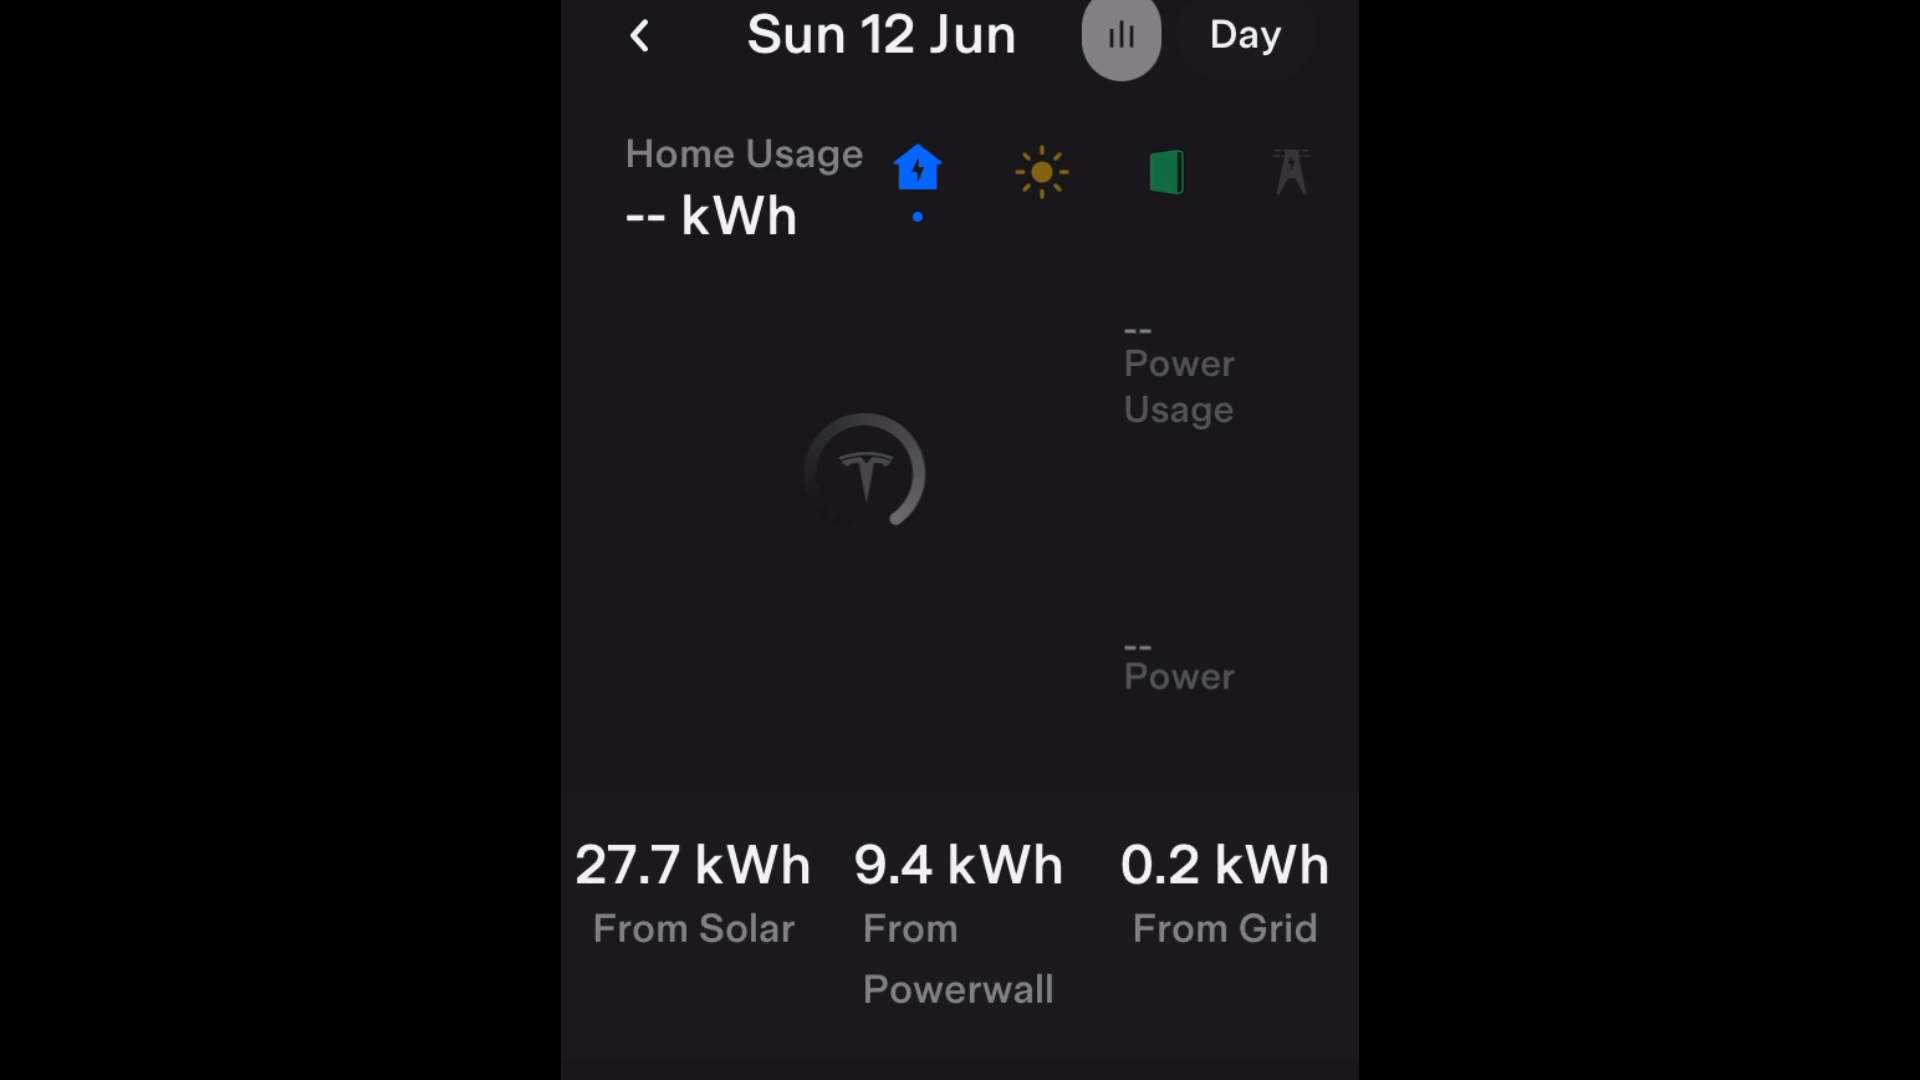 Sun 12 Jun
Day
Home Usage
-- kWh
--
Power
Usage
--
Power
27.7 kWh
9.4 kWh
0.2 kWh
From Solar
From
Powerwall
From Grid